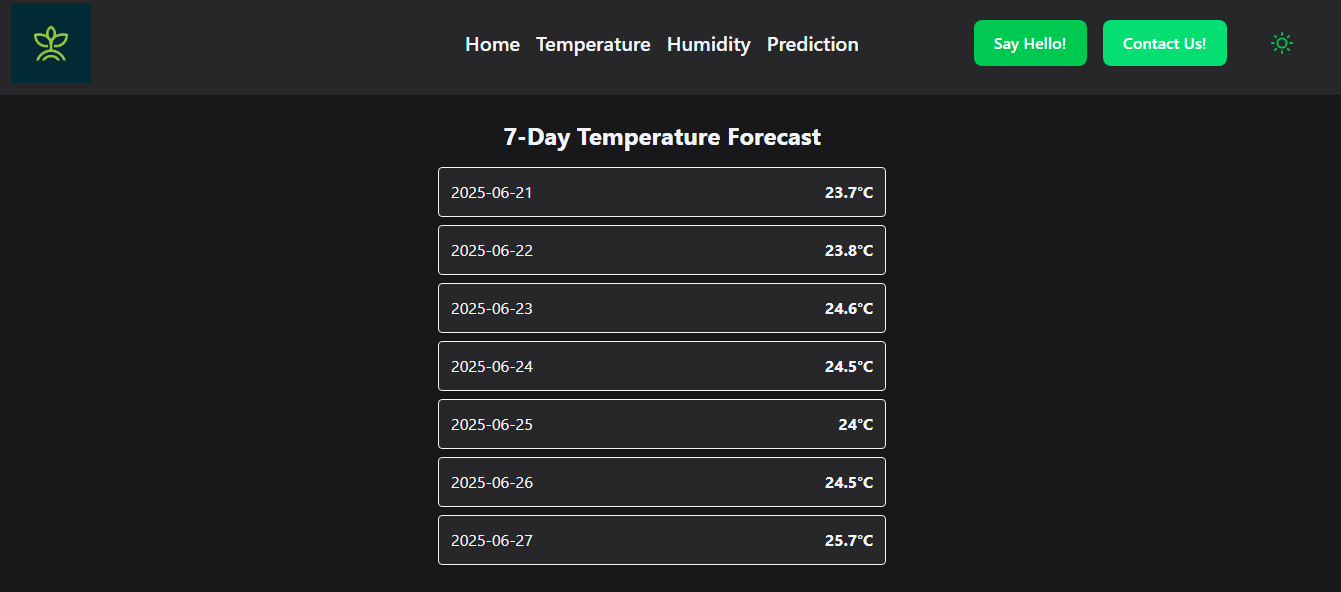 Home Temperature Humidity Prediction Say Hello! Contact Us!
7-Day Temperature Forecast
2025-06-21 23.7°C
2025-06-22 23.8°C
2025-06-23 24.6°C
2025-06-24 24.5°C
2025-06-25 24°C
2025-06-26 24.5°C
2025-06-27 25.7°C